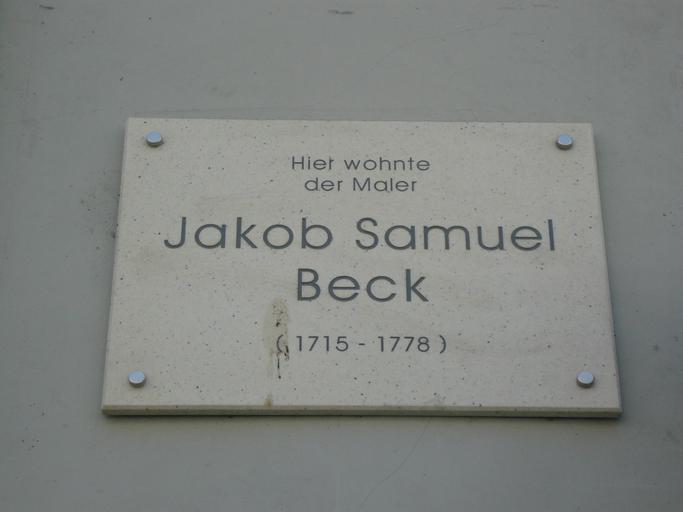 Hier wohnte
der Maler
Jakob Samuel
Beck
( 1715 - 1778 )